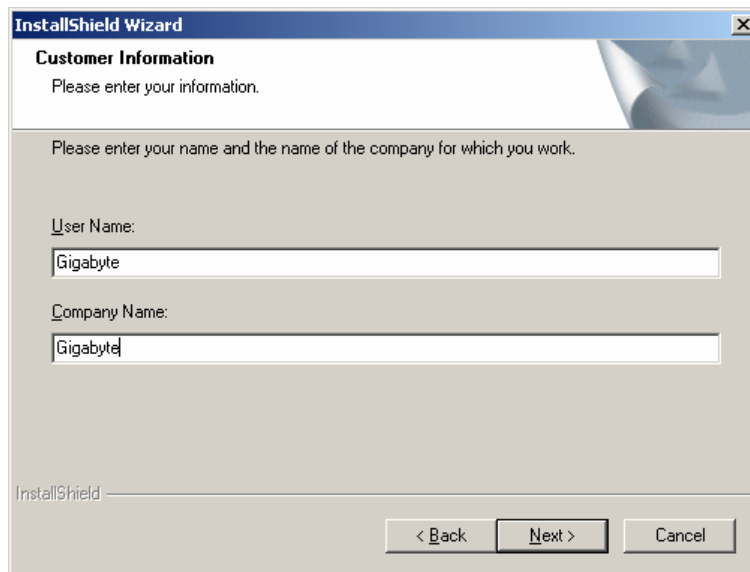 InstallShield Wizard
Customer Information
Please enter your information.
Please enter your name and the name of the company for which you work.
User Name:
Gigabyte
Company Name:
Gigabyte
InstallShield
< Back
Next >
Cancel